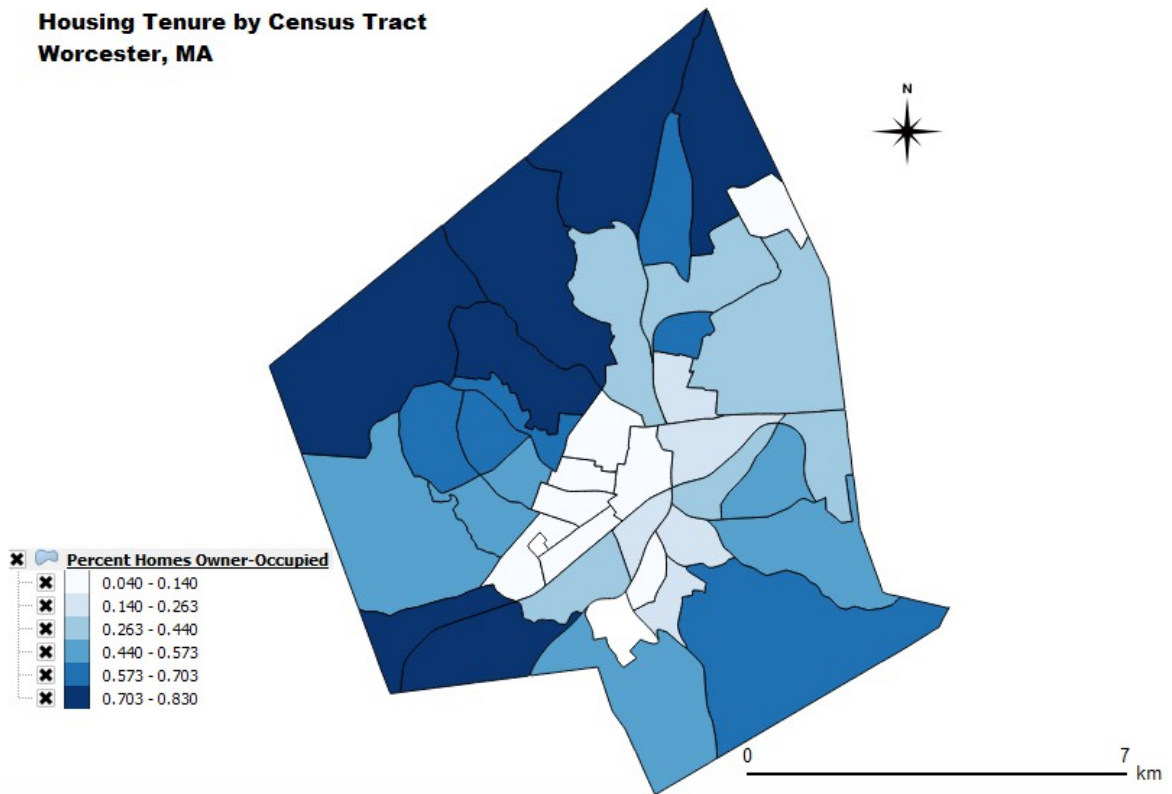 Housing Tenure by Census Tract
Worcester, MA
N
Percent Homes Owner-Occupied
0.040 - 0.140
0.140 - 0.263
0.263 - 0.440
0.440 - 0.573
0.573 - 0.703
0.703 - 0.830
0 7
km